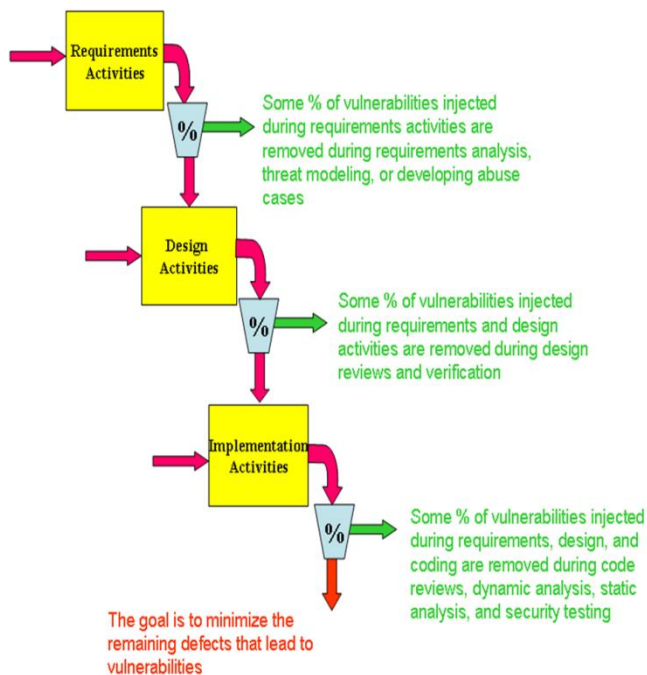 Requirements
Activities
%
Some % of vulnerabilities injected
during requirements activities are
removed during requirements analysis,
threat modeling, or developing abuse
cases
Design
Activities
%
Some % of vulnerabilities injected
during requirements and design
activities are removed during design
reviews and verification
Implementation
Activities
%
Some % of vulnerabilities injected
during requirements, design, and
coding are removed during code
reviews, dynamic analysis, static
analysis, and security testing
The goal is to minimize the
remaining defects that lead to
vulnerabilities